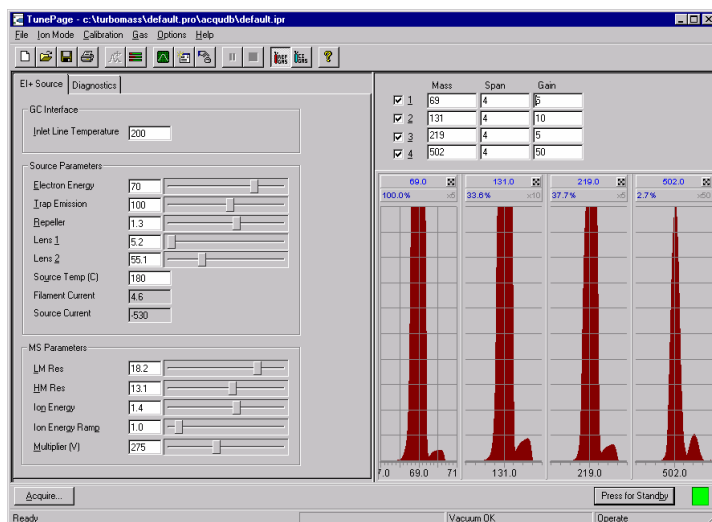 TunePage - c:\turbomass\default.pro\acqudb\default.ipr
File Ion Mode Calibration Gas Options Help
EI+ Source Diagnostics
GC Interface
Inlet Line Temperature 200
Source Parameters
Electron Energy 70
Trap Emission 100
Repeller 1.3
Lens 1 5.2
Lens 2 55.1
Source Temp (C) 180
Filament Current 4.6
Source Current -530
MS Parameters
LM Res 18.2
HM Res 13.1
Ion Energy 1.4
Ion Energy Ramp 1.0
Multiplier (V) 275
Mass Span Gain
1 69 4 5
2 131 4 10
3 219 4 5
4 502 4 50
69.0 131.0 219.0 502.0
100.0% x5 33.6% x10 37.7% x5 2.7% x50
7.0 69.0 71 131.0 219.0 502.0
Acquire... Press for Standby
Ready Vacuum OK Operate